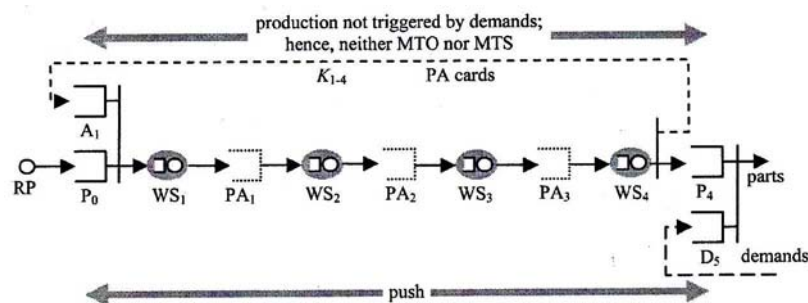 production not triggered by demands;
hence, neither MTO nor MTS
K1-4 PA cards
A1
RP P0 WS1 PA1 WS2 PA2 WS3 PA3 WS4 P4 parts
D5 demands
push